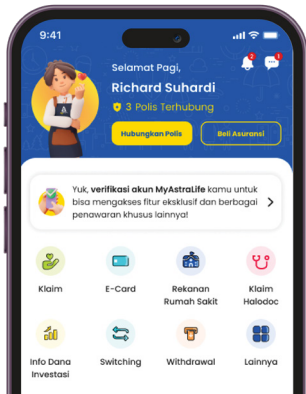 9:41
Selamat
Pagi,
Richard Suhardi
3 Polis Terhubung
Hubungkan Polis
Beli Asuransi
Yuk, verifikasi akun MyAstraLife kamu untuk
bisa mengakses fitur eksklusif dan berbagai
penawaran khusus lainnya!
Klaim
E-Card
Rekanan
Rumah Sakit
Klaim
Halodoc
Info Dana
Investasi
Switching
Withdrawal
Lainnya